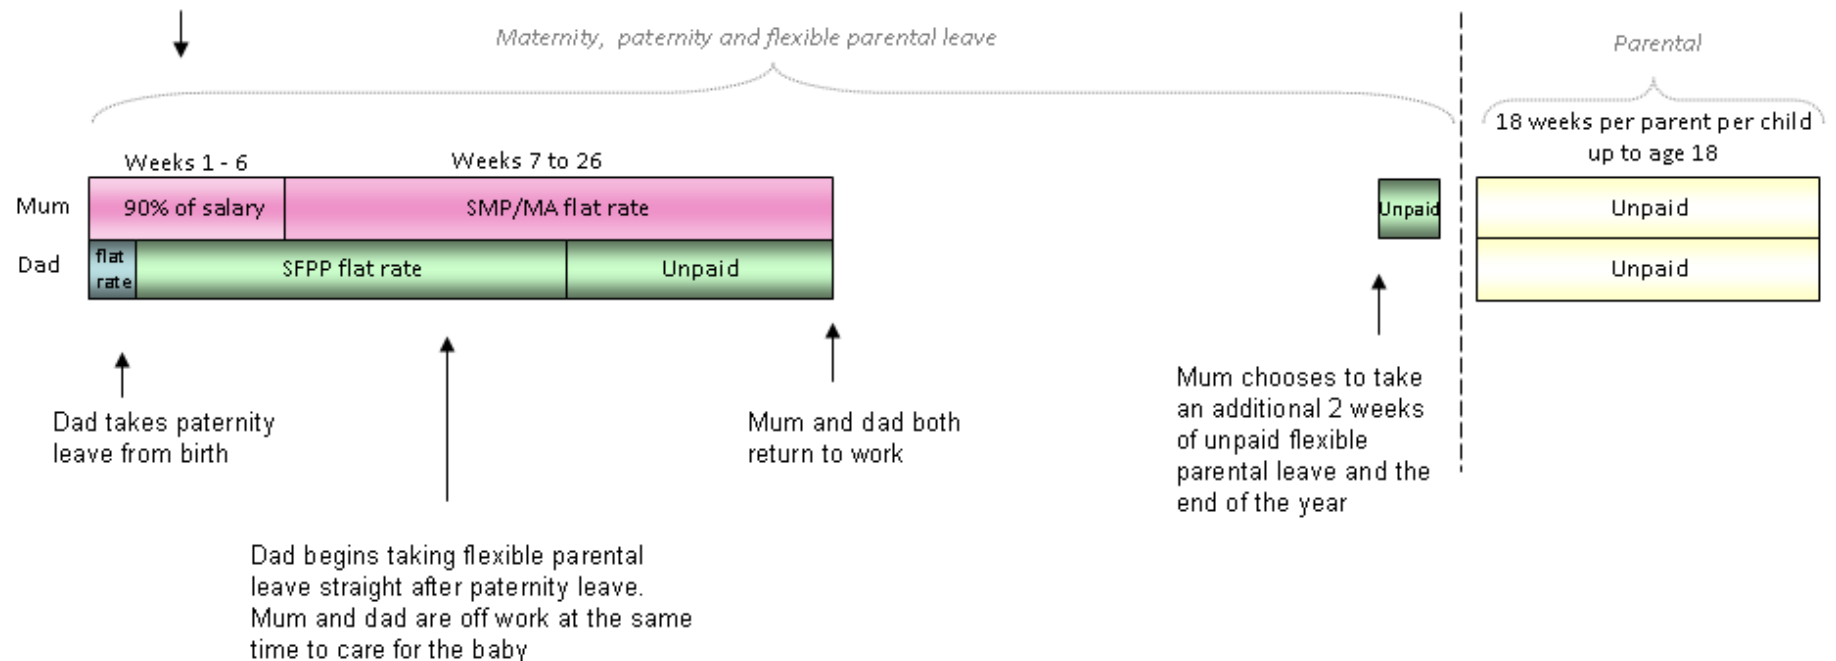 Maternity, paternity and flexible parental leave
Parental
18 weeks per parent per child
up to age 18
Weeks 1 - 6
Weeks 7 to 26
Mum
90% of salary
SMP/MA flat rate
Unpaid
Unpaid
Dad
flat
rate
SFPP flat rate
Unpaid
Unpaid
Dad takes paternity
leave from birth
Mum and dad both
return to work
Mum chooses to take
an additional 2 weeks
of unpaid flexible
parental leave and the
end of the year
Dad begins taking flexible parental
leave straight after paternity leave.
Mum and dad are off work at the same
time to care for the baby